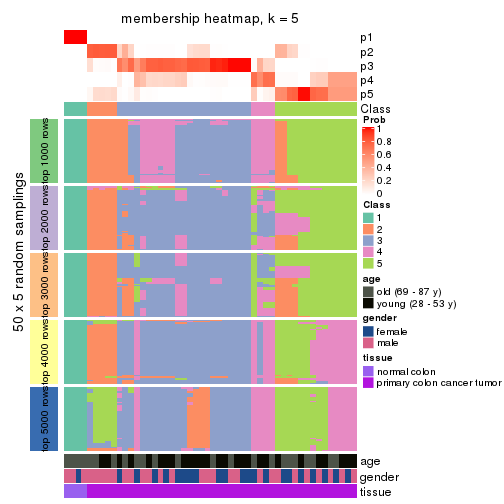 membership heatmap, k = 5
p1
p2
p3
p4
p5
Class
50 x 5 random samplings
top 1000 rows
top 2000 rows
top 3000 rows
top 4000 rows
top 5000 rows
Prob
1
0.8
0.6
0.4
0.2
0
Class
1
2
3
4
5
age
old (69 - 87 y)
young (28 - 53 y)
gender
female
male
tissue
normal colon
primary colon cancer tumor
age
gender
tissue